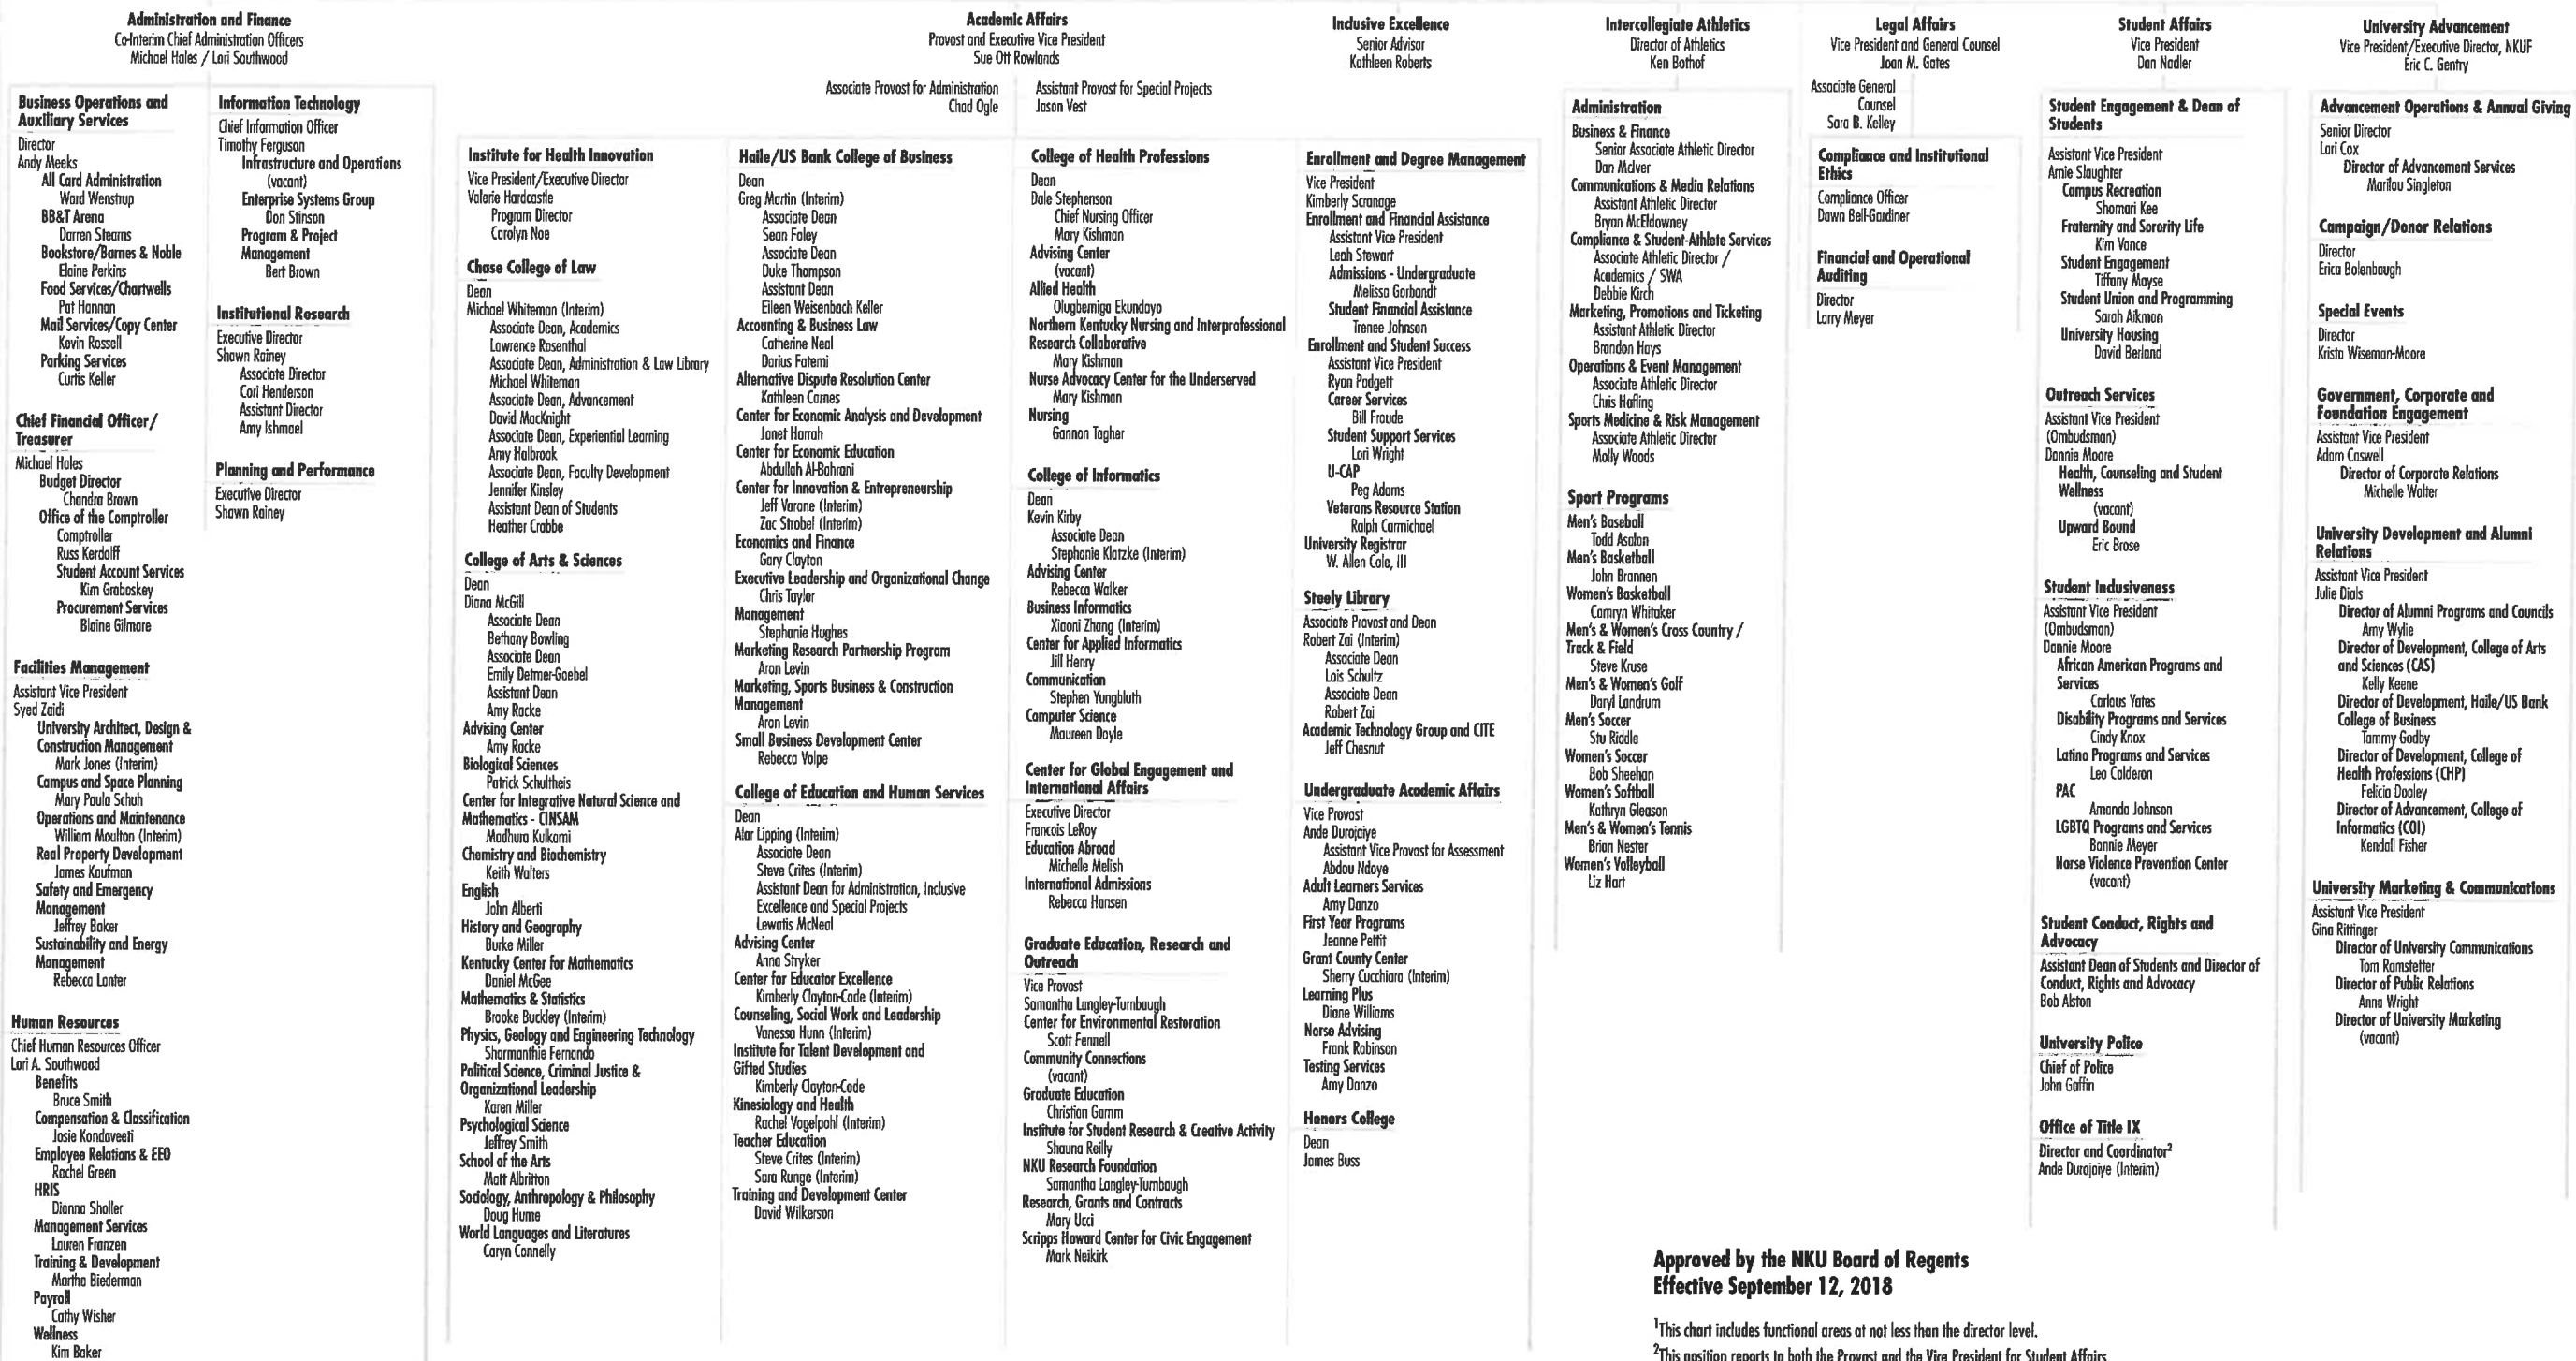 Administration and Finance
Co-Interim Chief Administration Officers
Michael Hales / Lori Southwood
Business Operations and
Auxiliary Services
Director
Andy Meeks
All Card Administration
Ward Wenstrup
BB&T Arena
Darren Stearns
Bookstore/Barnes & Noble
Elaine Perkins
Food Services/Chartwells
Pat Hannan
Mail Services/Copy Center
Kevin Rossell
Parking Services
Curtis Keller
Chief Financial Officer/
Treasurer
Michael Hales
Budget Director
Chandra Brown
Office of the Comptroller
Comptroller
Russ Kerdolff
Student Account Services
Kim Graboskey
Procurement Services
Blaine Gilmore
Facilities Management
Assistant Vice President
Syed Zaidi
University Architect, Design &
Construction Management
Mark Jones (Interim)
Campus and Space Planning
Mary Paula Schuh
Operations and Maintenance
William Moulton (Interim)
Real Property Development
James Kaufman
Safety and Emergency
Management
Jeffrey Baker
Sustainability and Energy
Management
Rebecca Lanter
Human Resources
Chief Human Resources Officer
Lori A. Southwood
Benefits
Bruce Smith
Compensation & Classification
Josie Kondaveeti
Employee Relations & EEO
Rachel Green
HRIS
Dianna Sholler
Management Services
Lauren Franzen
Training & Development
Martha Biederman
Payroll
Cathy Wisher
Wellness
Kim Baker
Information Technology
Chief Information Officer
Timothy Ferguson
Infrastructure and Operations
(vacant)
Enterprise Systems Group
Don Stinson
Program & Project
Management
Bert Brown
Institutional Research
Executive Director
Shawn Rainey
Associate Director
Cori Henderson
Assistant Director
Amy Ishmael
Planning and Performance
Executive Director
Shawn Rainey
Academic Affairs
Provost and Executive Vice President
Sue Ott Rowlands
Associate Provost for Administration
Chad Ogle
Assistant Provost for Special Projects
Jason Vest
Institute for Health Innovation
Vice President/Executive Director
Valerie Hardcastle
Program Director
Carolyn Noe
Chase College of Law
Dean
Michael Whiteman (Interim)
Associate Dean, Academics
Lawrence Rosenthal
Associate Dean, Administration & Law Library
Michael Whiteman
Associate Dean, Advancement
David MacKnight
Associate Dean, Experiential Learning
Amy Halbrook
Associate Dean, Faculty Development
Jennifer Kinsley
Assistant Dean of Students
Heather Crabbe
College of Arts & Sciences
Dean
Diana McGill
Associate Dean
Bethany Bowling
Associate Dean
Emily Detmer-Goebel
Assistant Dean
Amy Racke
Advising Center
Amy Racke
Biological Sciences
Patrick Schultheis
Center for Integrative Natural Science and
Mathematics - CINSAM
Madhura Kulkarni
Chemistry and Biochemistry
Keith Walters
English
John Alberti
History and Geography
Burke Miller
Kentucky Center for Mathematics
Daniel McGee
Mathematics & Statistics
Brooke Buckley (Interim)
Physics, Geology and Engineering Technology
Sharmanthie Fernando
Political Science, Criminal Justice &
Organizational Leadership
Karen Miller
Psychological Science
Jeffrey Smith
School of the Arts
Matt Albritton
Sociology, Anthropology & Philosophy
Doug Hume
World Languages and Literatures
Caryn Connelly
Haile/US Bank College of Business
Dean
Greg Martin (Interim)
Associate Dean
Sean Foley
Associate Dean
Duke Thompson
Assistant Dean
Eileen Weisenbach Keller
Accounting & Business Law
Catherine Neal
Darius Fatemi
Alternative Dispute Resolution Center
Kathleen Carnes
Center for Economic Analysis and Development
Janet Harrah
Center for Economic Education
Abdullah Al-Bahrani
Center for Innovation & Entrepreneurship
Jeff Varone (Interim)
Zac Strobel (Interim)
Economics and Finance
Gary Clayton
Executive Leadership and Organizational Change
Chris Taylor
Management
Stephanie Hughes
Marketing Research Partnership Program
Aron Levin
Marketing, Sports Business & Construction
Management
Aron Levin
Small Business Development Center
Rebecca Volpe
College of Education and Human Services
Dean
Alar Lipping (Interim)
Associate Dean
Steve Crites (Interim)
Assistant Dean for Administration, Inclusive
Excellence and Special Projects
Lewatis McNeal
Advising Center
Anna Stryker
Center for Educator Excellence
Kimberly Clayton-Code (Interim)
Counseling, Social Work and Leadership
Vanessa Hunn (Interim)
Institute for Talent Development and
Gifted Studies
Kimberly Clayton-Code
Kinesiology and Health
Rachel Vogelpohl (Interim)
Teacher Education
Steve Crites (Interim)
Sara Runge (Interim)
Training and Development Center
David Wilkerson
College of Health Professions
Dean
Dale Stephenson
Chief Nursing Officer
Mary Kishman
Advising Center
(vacant)
Allied Health
Olugbemiga Ekundayo
Northern Kentucky Nursing and Interprofessional
Research Collaborative
Mary Kishman
Nurse Advocacy Center for the Underserved
Mary Kishman
Nursing
Gannon Tagher
College of Informatics
Dean
Kevin Kirby
Associate Dean
Stephanie Klatzke (Interim)
Advising Center
Rebecca Walker
Business Informatics
Xiaoni Zhang (Interim)
Center for Applied Informatics
Jill Henry
Communication
Stephen Yungbluth
Computer Science
Maureen Doyle
Center for Global Engagement and
International Affairs
Executive Director
Francois LeRoy
Education Abroad
Michelle Melish
International Admissions
Rebecca Hansen
Graduate Education, Research and
Outreach
Vice Provost
Samantha Langley-Turnbaugh
Center for Environmental Restoration
Scott Fennell
Community Connections
(vacant)
Graduate Education
Christian Gamm
Institute for Student Research & Creative Activity
Shauna Reilly
NKU Research Foundation
Samantha Langley-Turnbaugh
Research, Grants and Contracts
Mary Ucci
Scripps Howard Center for Civic Engagement
Mark Neikirk
Inclusive Excellence
Senior Advisor
Kathleen Roberts
Enrollment and Degree Management
Vice President
Kimberly Scranage
Enrollment and Financial Assistance
Assistant Vice President
Leah Stewart
Admissions - Undergraduate
Melissa Gorbandt
Student Financial Assistance
Trenee Johnson
Enrollment and Student Success
Assistant Vice President
Ryan Padgett
Career Services
Bill Froude
Student Support Services
Lori Wright
U-CAP
Peg Adams
Veterans Resource Station
Ralph Carmichael
University Registrar
W. Allen Cole, III
Steely Library
Associate Provost and Dean
Robert Zai (Interim)
Associate Dean
Lois Schultz
Associate Dean
Robert Zai
Academic Technology Group and CITE
Jeff Chesnut
Undergraduate Academic Affairs
Vice Provost
Ande Durojaiye
Assistant Vice Provost for Assessment
Abdou Ndoye
Adult Learners Services
Amy Danzo
First Year Programs
Jeanne Pettit
Grant County Center
Sherry Cucchiara (Interim)
Learning Plus
Diane Williams
Norse Advising
Frank Robinson
Testing Services
Amy Danzo
Honors College
Dean
James Buss
Intercollegiate Athletics
Director of Athletics
Ken Bothof
Administration
Business & Finance
Senior Associate Athletic Director
Dan McIver
Communications & Media Relations
Assistant Athletic Director
Bryan McEldowney
Compliance & Student-Athlete Services
Associate Athletic Director /
Academics / SWA
Debbie Kirch
Marketing, Promotions and Ticketing
Assistant Athletic Director
Brandon Hays
Operations & Event Management
Associate Athletic Director
Chris Hafling
Sports Medicine & Risk Management
Associate Athletic Director
Molly Woods
Sport Programs
Men's Baseball
Todd Asalon
Men's Basketball
John Brannen
Women's Basketball
Camryn Whitaker
Men's & Women's Cross Country /
Track & Field
Steve Kruse
Men's & Women's Golf
Daryl Landrum
Men's Soccer
Stu Riddle
Women's Soccer
Bob Sheehan
Women's Softball
Kathryn Gleason
Men's & Women's Tennis
Brian Nester
Women's Volleyball
Liz Hart
Legal Affairs
Vice President and General Counsel
Joan M. Gates
Associate General
Counsel
Sara B. Kelley
Compliance and Institutional
Ethics
Compliance Officer
Dawn Bell-Gardiner
Financial and Operational
Auditing
Director
Larry Meyer
Student Affairs
Vice President
Dan Nadler
Student Engagement & Dean of
Students
Assistant Vice President
Arnie Slaughter
Campus Recreation
Shomari Kee
Fraternity and Sorority Life
Kim Vance
Student Engagement
Tiffany Mayse
Student Union and Programming
Sarah Aikman
University Housing
David Berland
Outreach Services
Assistant Vice President
(Ombudsman)
Dannie Moore
Health, Counseling and Student
Wellness
(vacant)
Upward Bound
Eric Brose
Student Inclusiveness
Assistant Vice President
(Ombudsman)
Dannie Moore
African American Programs and
Services
Carlous Yates
Disability Programs and Services
Cindy Knox
Latino Programs and Services
Leo Calderon
PAC
Amanda Johnson
LGBTQ Programs and Services
Bonnie Meyer
Norse Violence Prevention Center
(vacant)
Student Conduct, Rights and
Advocacy
Assistant Dean of Students and Director of
Conduct, Rights and Advocacy
Bob Alston
University Police
Chief of Police
John Gaffin
Office of Title IX
Director and Coordinator2
Ande Durojaiye (Interim)
University Advancement
Vice President/Executive Director, NKUF
Eric C. Gentry
Advancement Operations & Annual Giving
Senior Director
Lori Cox
Director of Advancement Services
Marilou Singleton
Campaign/Donor Relations
Director
Erica Bolenbaugh
Special Events
Director
Krista Wiseman-Moore
Government, Corporate and
Foundation Engagement
Assistant Vice President
Adam Caswell
Director of Corporate Relations
Michelle Walter
University Development and Alumni
Relations
Assistant Vice President
Julie Dials
Director of Alumni Programs and Councils
Amy Wylie
Director of Development, College of Arts
and Sciences (CAS)
Kelly Keene
Director of Development, Haile/US Bank
College of Business
Tammy Godby
Director of Development, College of
Health Professions (CHP)
Felicia Dooley
Director of Advancement, College of
Informatics (COI)
Kendall Fisher
University Marketing & Communications
Assistant Vice President
Gina Rittinger
Director of University Communications
Tom Ramstetter
Director of Public Relations
Anna Wright
Director of University Marketing
(vacant)
Approved by the NKU Board of Regents
Effective September 12, 2018
1This chart includes functional areas at not less than the director level.
2This position reports to both the Provost and the Vice President for Student Affairs